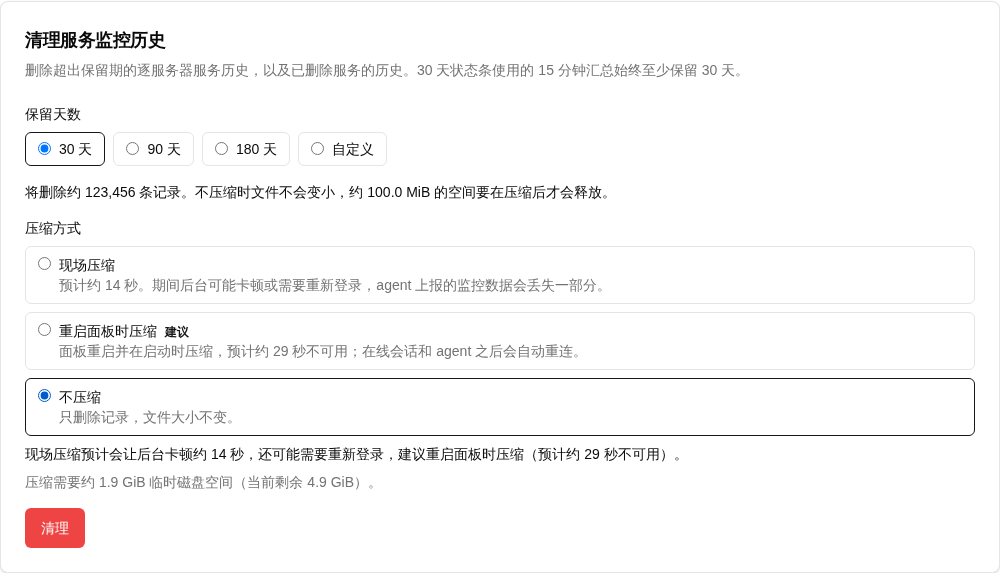 清理服务监控历史
删除超出保留期的逐服务器服务历史，以及已删除服务的历史。30 天状态条使用的 15 分钟汇总始终至少保留 30 天。
保留天数
30 天 90 天 180 天 自定义
将删除约 123,456 条记录。不压缩时文件不会变小，约 100.0 MiB 的空间要在压缩后才会释放。
压缩方式
现场压缩
预计约 14 秒。期间后台可能卡顿或需要重新登录，agent 上报的监控数据会丢失一部分。
重启面板时压缩 建议
面板重启并在启动时压缩，预计约 29 秒不可用；在线会话和 agent 之后会自动重连。
不压缩
只删除记录，文件大小不变。
现场压缩预计会让后台卡顿约 14 秒，还可能需要重新登录，建议重启面板时压缩（预计约 29 秒不可用）。
压缩需要约 1.9 GiB 临时磁盘空间（当前剩余 4.9 GiB）。
清理